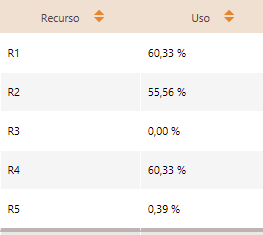 Recurso Uso
R1 60,33 %
R2 55,56 %
R3 0,00 %
R4 60,33 %
R5 0,39 %